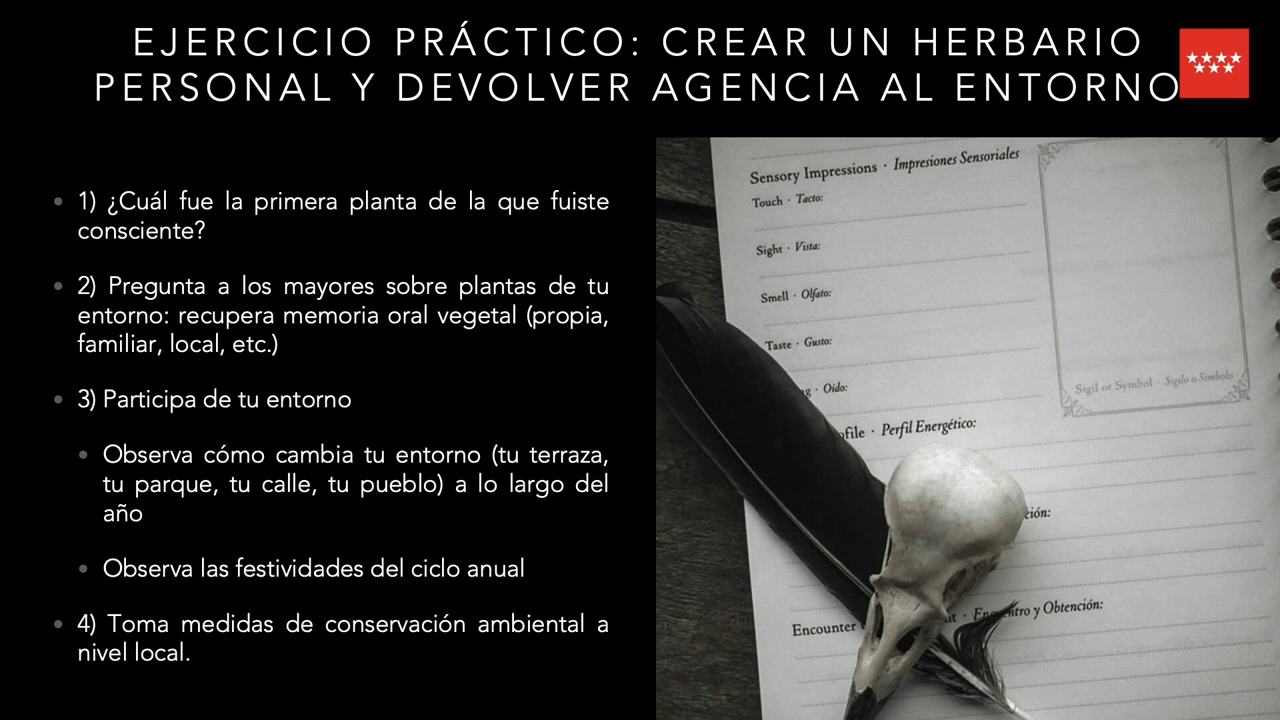 EJERCICIO PRÁCTICO: CREAR UN HERBARIO
PERSONAL Y DEVOLVER AGENCIA AL ENTORNO
1) ¿Cuál fue la primera planta de la que fuiste
consciente?
2) Pregunta a los mayores sobre plantas de tu
entorno: recupera memoria oral vegetal (propia,
familiar, local, etc.)
3) Participa de tu entorno
Observa cómo cambia tu entorno (tu terraza,
tu parque, tu calle, tu pueblo) a lo largo del
año
Observa las festividades del ciclo anual
4) Toma medidas de conservación ambiental a
nivel local.
Sensory Impressions · Impresiones Sensoriales
Touch · Tacto:
Sight · Vista:
Smell · Olfato:
Taste · Gusto:
· Oído:
Sigil or Symbol · Sigilo o Símbolo
· Perfil Energético:
Encounter · Encuentro y Obtención: